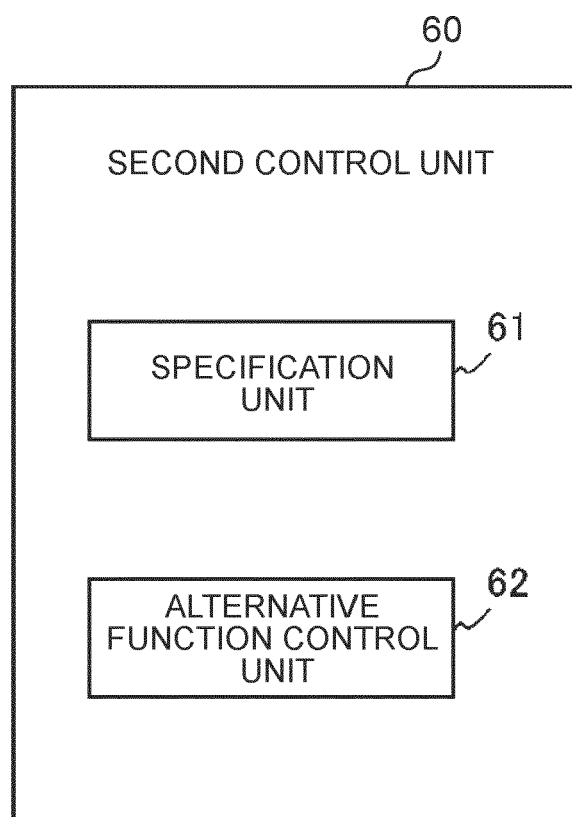 60
SECOND CONTROL UNIT
61
SPECIFICATION
UNIT
62
ALTERNATIVE
FUNCTION CONTROL
UNIT